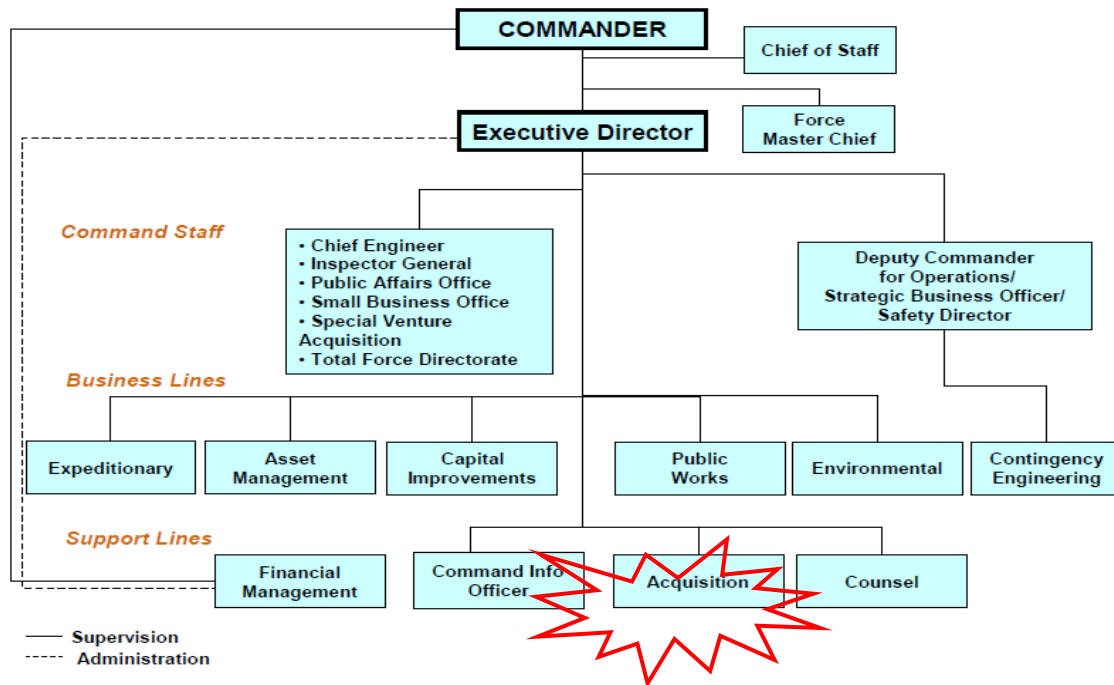 COMMANDER
Chief of Staff
Executive Director
Force
Master Chief
Command Staff
• Chief Engineer
• Inspector General
• Public Affairs Office
• Small Business Office
• Special Venture
Acquisition
• Total Force Directorate
Deputy Commander
for Operations/
Strategic Business Officer/
Safety Director
Business Lines
Expeditionary
Asset
Management
Capital
Improvements
Public
Works
Environmental
Contingency
Engineering
Support Lines
Financial
Management
Command Info
Officer
Acquisition
Counsel
Supervision
Administration